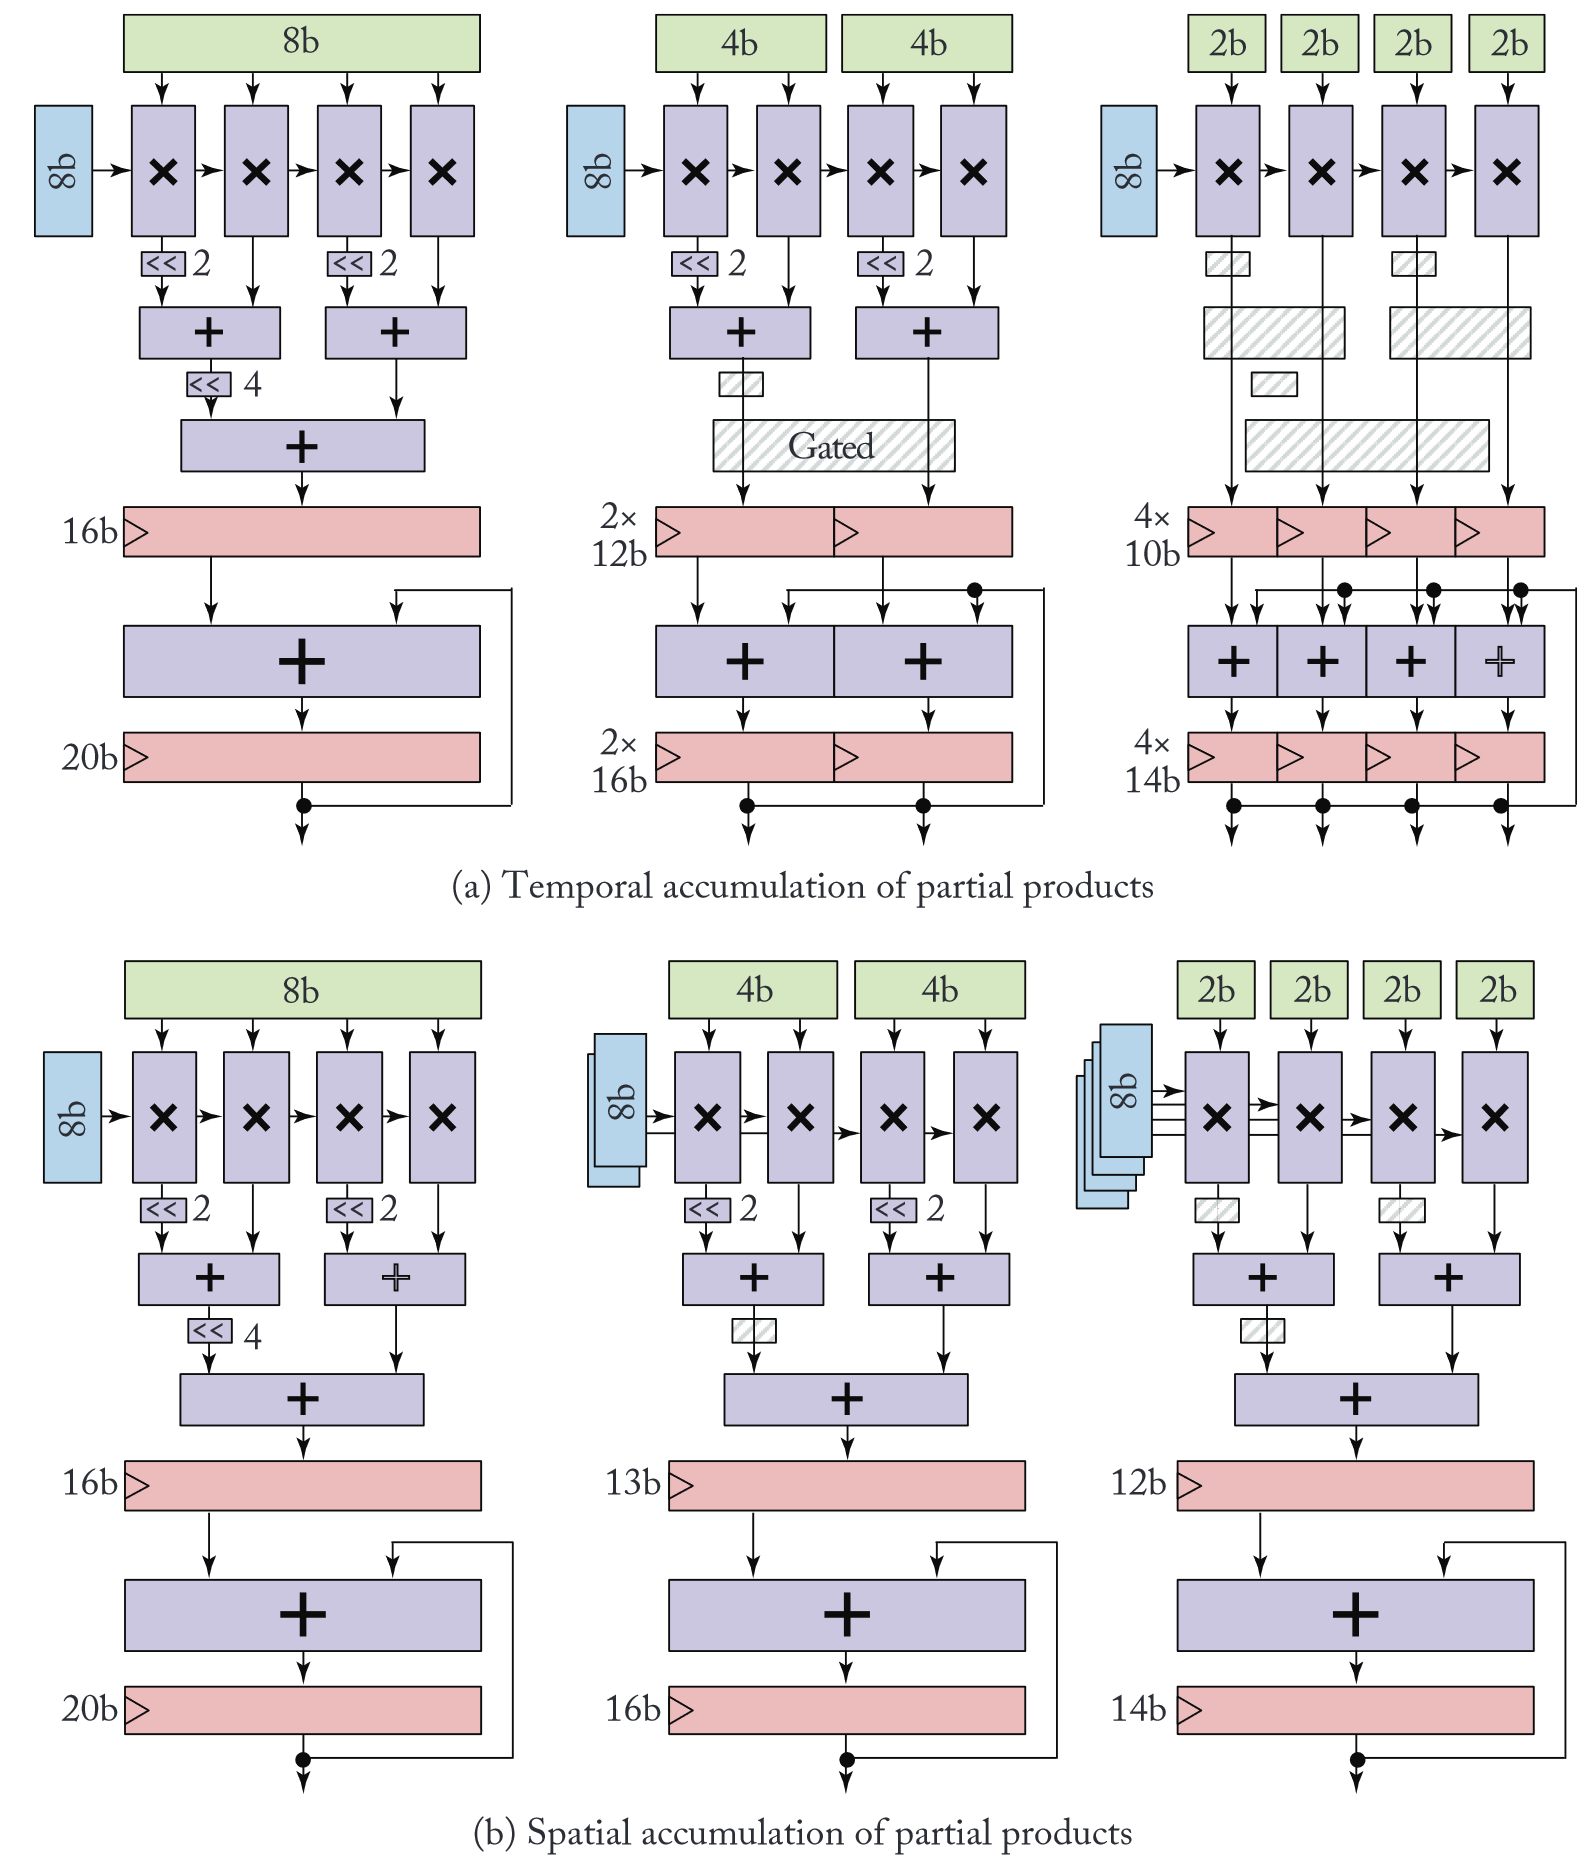 8b 4b 4b 2b 2b 2b 2b
8b × × × × 8b × × × × 8b × × × ×
<< 2 << 2 << 2 << 2
+ + + +
<< 4
+ Gated
16b 2× 12b 4× 10b
+ + + + + + +
20b 2× 16b 4× 14b
(a) Temporal accumulation of partial products
8b 4b 4b 2b 2b 2b 2b
8b × × × × 8b × × × × 8b × × × ×
<< 2 << 2 << 2 << 2
+ + + + + +
<< 4
+ + +
16b 13b 12b
+ + +
20b 16b 14b
(b) Spatial accumulation of partial products